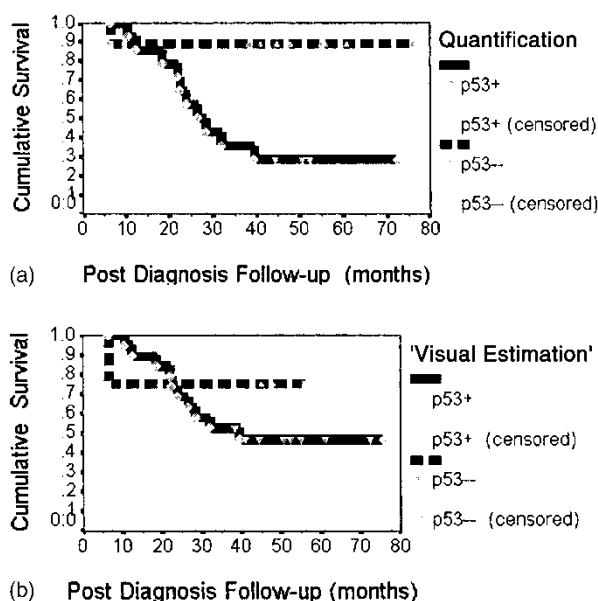 Cumulative Survival
1.0
.9
.8
.7
.6
.5
.4
.3
.2
.1
0.0
0 10 20 30 40 50 60 70 80
(a) Post Diagnosis Follow-up (months)
Quantification
p53+
p53+ (censored)
p53--
p53-- (censored)
Cumulative Survival
1.0
.9
.8
.7
.6
.5
.4
.3
.2
.1
0.0
0 10 20 30 40 50 60 70 80
(b) Post Diagnosis Follow-up (months)
'Visual Estimation'
p53+
p53+ (censored)
p53--
p53-- (censored)